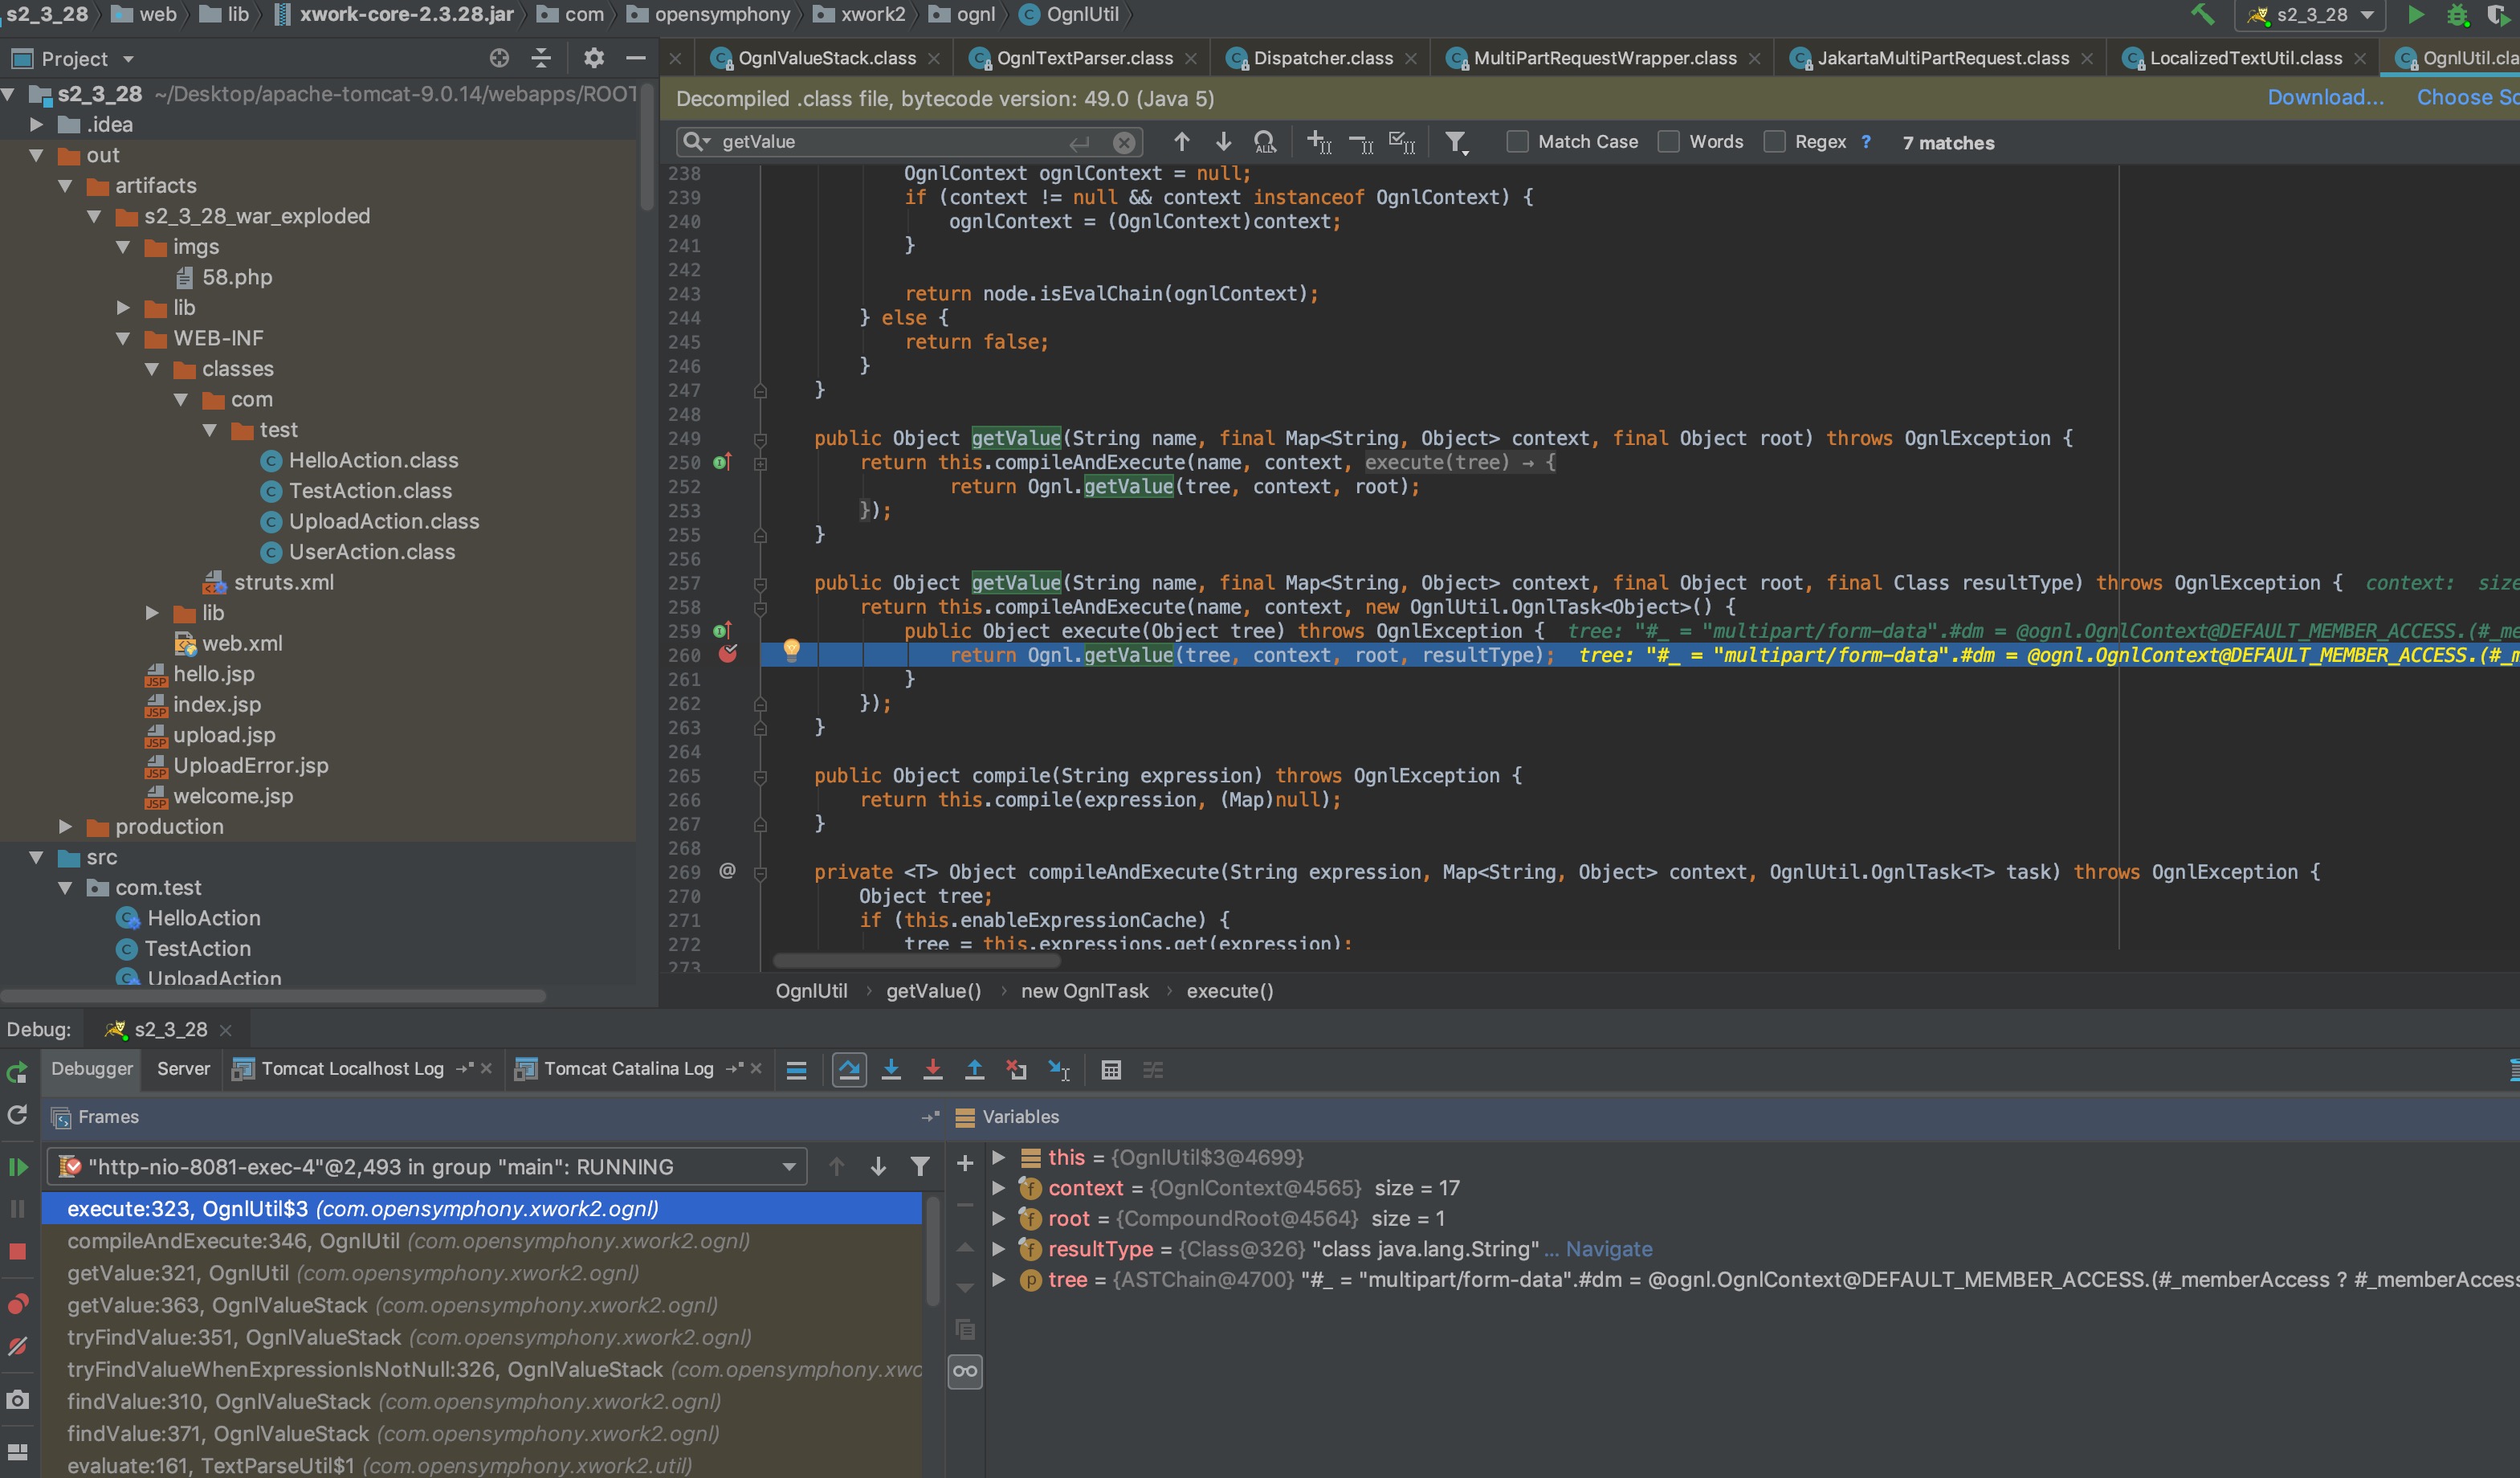 s2_3_28 web lib xwork-core-2.3.28.jar com opensymphony xwork2 ognl OgnlUtil s2_3_28
Project
OgnlValueStack.class OgnlTextParser.class Dispatcher.class MultiPartRequestWrapper.class JakartaMultiPartRequest.class LocalizedTextUtil.class OgnlUtil.cla
s2_3_28 ~/Desktop/apache-tomcat-9.0.14/webapps/ROOT
.idea
out
artifacts
s2_3_28_war_exploded
imgs
58.php
lib
WEB-INF
classes
com
test
HelloAction.class
TestAction.class
UploadAction.class
UserAction.class
struts.xml
lib
web.xml
hello.jsp
index.jsp
upload.jsp
UploadError.jsp
welcome.jsp
production
src
com.test
HelloAction
TestAction
UploadAction
Decompiled .class file, bytecode version: 49.0 (Java 5) Download... Choose So
getValue Match Case Words Regex ? 7 matches
238 OgnlContext ognlContext = null;
239 if (context != null && context instanceof OgnlContext) {
240 ognlContext = (OgnlContext)context;
241 }
242
243 return node.isEvalChain(ognlContext);
244 } else {
245 return false;
246 }
247 }
248
249 public Object getValue(String name, final Map<String, Object> context, final Object root) throws OgnlException {
250 return this.compileAndExecute(name, context, execute(tree) → {
252 return Ognl.getValue(tree, context, root);
253 });
255 }
256
257 public Object getValue(String name, final Map<String, Object> context, final Object root, final Class resultType) throws OgnlException { context: size
258 return this.compileAndExecute(name, context, new OgnlUtil.OgnlTask<Object>() {
259 public Object execute(Object tree) throws OgnlException { tree: "#_ = "multipart/form-data".#dm = @ognl.OgnlContext@DEFAULT_MEMBER_ACCESS.(#_me
260 return Ognl.getValue(tree, context, root, resultType); tree: "#_ = "multipart/form-data".#dm = @ognl.OgnlContext@DEFAULT_MEMBER_ACCESS.(#_m
261 }
262 });
263 }
264
265 public Object compile(String expression) throws OgnlException {
266 return this.compile(expression, (Map)null);
267 }
268
269 @ private <T> Object compileAndExecute(String expression, Map<String, Object> context, OgnlUtil.OgnlTask<T> task) throws OgnlException {
270 Object tree;
271 if (this.enableExpressionCache) {
272 tree = this.expressions.get(expression);
273
OgnlUtil › getValue() › new OgnlTask › execute()
Debug: s2_3_28
Debugger Server Tomcat Localhost Log Tomcat Catalina Log
Frames
"http-nio-8081-exec-4"@2,493 in group "main": RUNNING
execute:323, OgnlUtil$3 (com.opensymphony.xwork2.ognl)
compileAndExecute:346, OgnlUtil (com.opensymphony.xwork2.ognl)
getValue:321, OgnlUtil (com.opensymphony.xwork2.ognl)
getValue:363, OgnlValueStack (com.opensymphony.xwork2.ognl)
tryFindValue:351, OgnlValueStack (com.opensymphony.xwork2.ognl)
tryFindValueWhenExpressionIsNotNull:326, OgnlValueStack (com.opensymphony.xwo
findValue:310, OgnlValueStack (com.opensymphony.xwork2.ognl)
findValue:371, OgnlValueStack (com.opensymphony.xwork2.ognl)
evaluate:161, TextParseUtil$1 (com.opensymphony.xwork2.util)
Variables
this = {OgnlUtil$3@4699}
context = {OgnlContext@4565} size = 17
root = {CompoundRoot@4564} size = 1
resultType = {Class@326} "class java.lang.String" ... Navigate
tree = {ASTChain@4700} "#_ = "multipart/form-data".#dm = @ognl.OgnlContext@DEFAULT_MEMBER_ACCESS.(#_memberAccess ? #_memberAccess